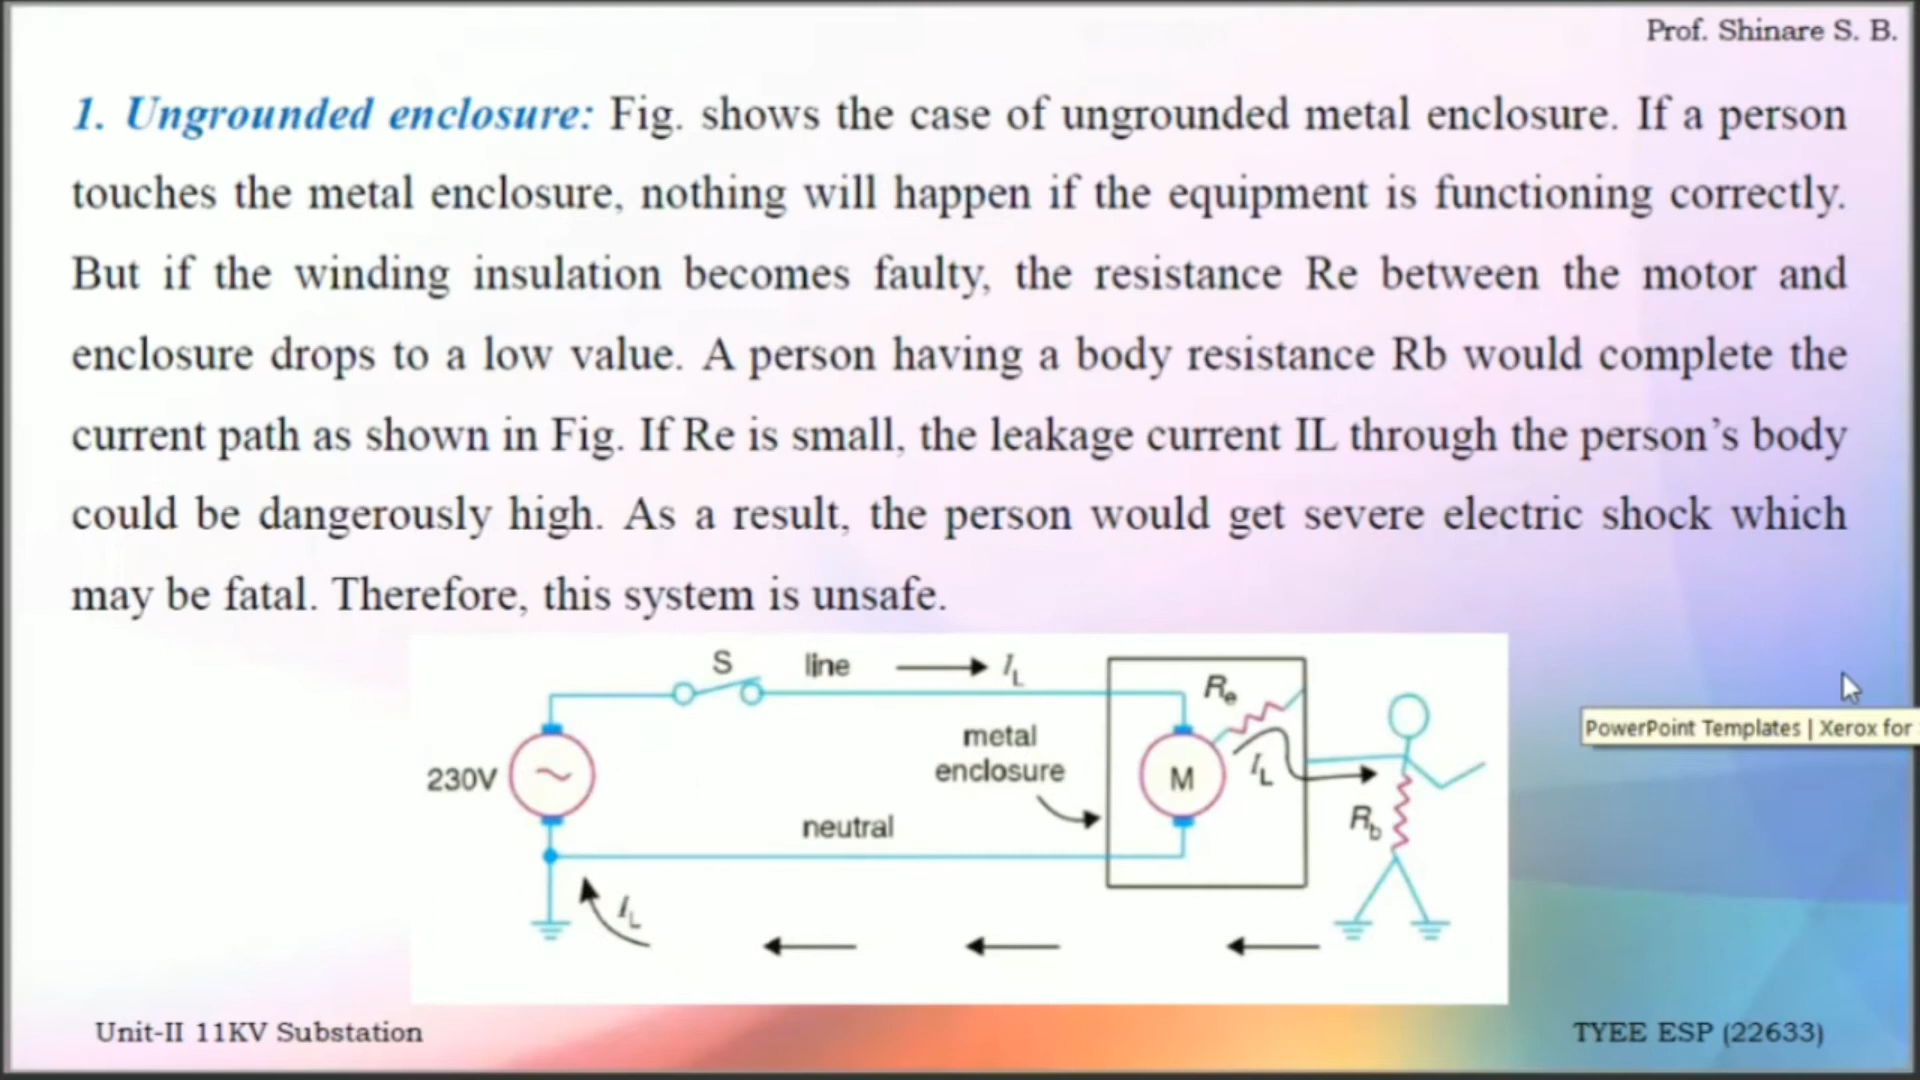 Prof. Shinare S. B.
1. Ungrounded enclosure: Fig. shows the case of ungrounded metal enclosure. If a person
touches the metal enclosure, nothing will happen if the equipment is functioning correctly.
But if the winding insulation becomes faulty, the resistance Re between the motor and
enclosure drops to a low value. A person having a body resistance Rb would complete the
current path as shown in Fig. If Re is small, the leakage current IL through the person’s body
could be dangerously high. As a result, the person would get severe electric shock which
may be fatal. Therefore, this system is unsafe.
S line IL
Re
metal
enclosure
230V
M
IL
Rb
neutral
IL
PowerPoint Templates | Xerox for
Unit-II 11KV Substation
TYEE ESP (22633)